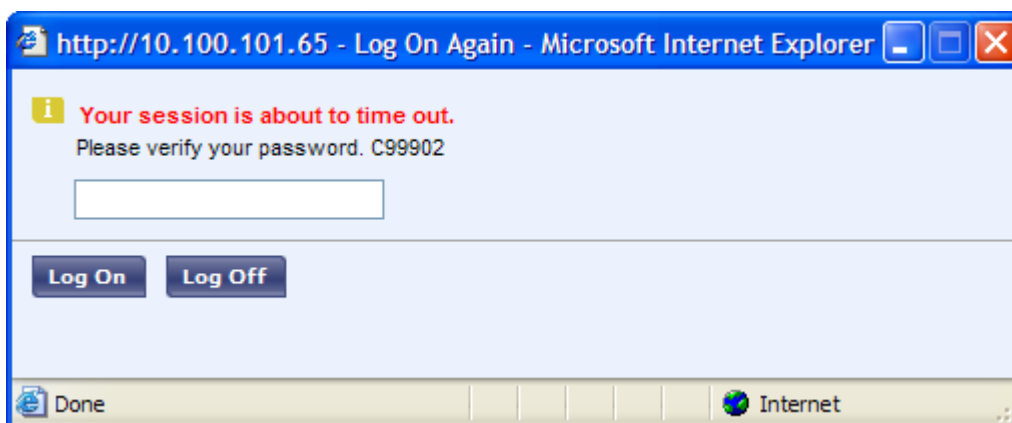 http://10.100.101.65 - Log On Again - Microsoft Internet Explorer
i Your session is about to time out.
Please verify your password. C99902
Log On Log Off
Done Internet